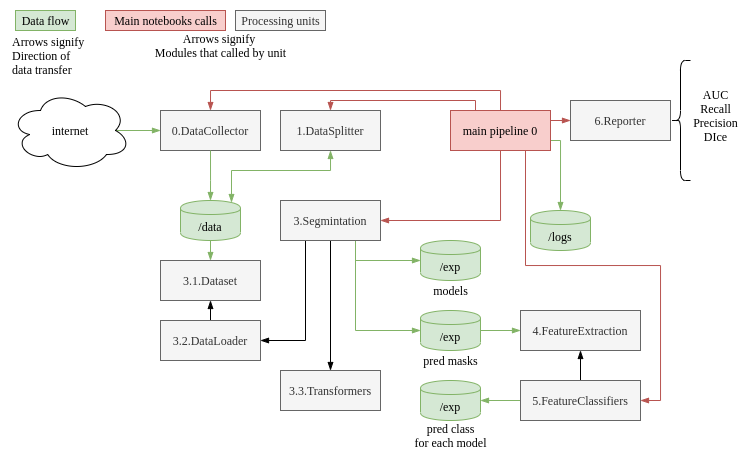 Data flow
Main notebooks calls
Processing units
Arrows signify
Direction of
data transfer
Arrows signify
Modules that called by unit
internet
0.DataCollector
1.DataSplitter
main pipeline 0
6.Reporter
AUC
Recall
Precision
DIce
/data
3.Segmintation
/logs
3.1.Dataset
/exp
models
3.2.DataLoader
/exp
pred masks
4.FeatureExtraction
3.3.Transformers
/exp
pred class
for each model
5.FeatureClassifiers